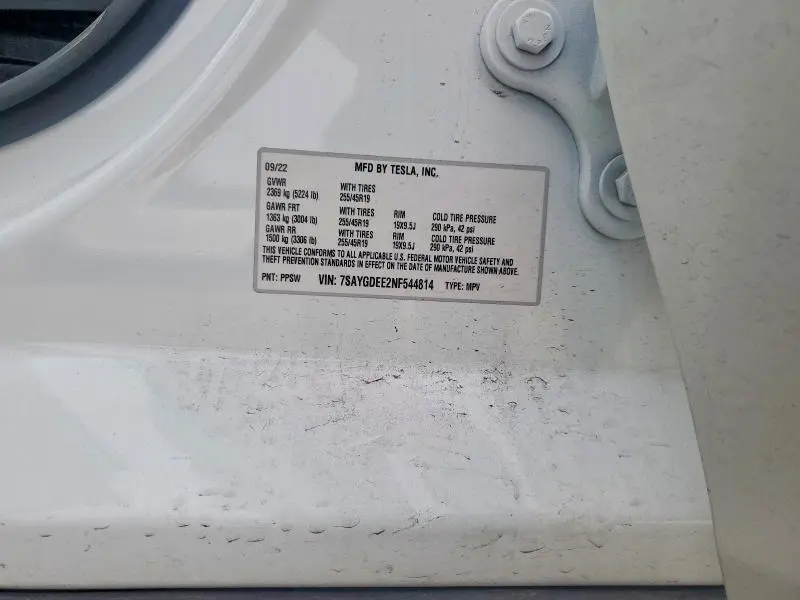 09/22 MFD BY TESLA, INC.
GVWR WITH TIRES
2369 kg (5224 lb) 255/45R19
GAWR FRT WITH TIRES RIM COLD TIRE PRESSURE
1363 kg (3004 lb) 255/45R19 19X9.5J 290 kPa, 42 psi
GAWR RR WITH TIRES RIM COLD TIRE PRESSURE
1500 kg (3306 lb) 255/45R19 19X9.5J 290 kPa, 42 psi
THIS VEHICLE CONFORMS TO ALL APPLICABLE U.S. FEDERAL MOTOR VEHICLE SAFETY AND
THEFT PREVENTION STANDARDS IN EFFECT ON THE DATE OF MANUFACTURE SHOWN ABOVE.
PNT: PPSW VIN: 7SAYGDEE2NF544814 TYPE: MPV